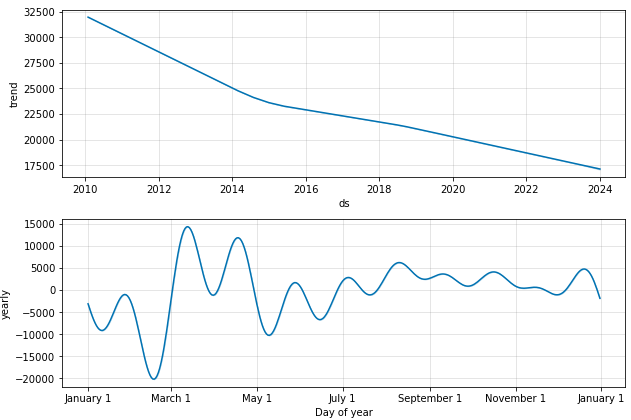 32500
30000
27500
25000
22500
20000
17500
trend
2010 2012 2014 2016 2018 2020 2022 2024
ds
15000
10000
5000
0
−5000
−10000
−15000
−20000
yearly
January 1 March 1 May 1 July 1 September 1 November 1 January 1
Day of year